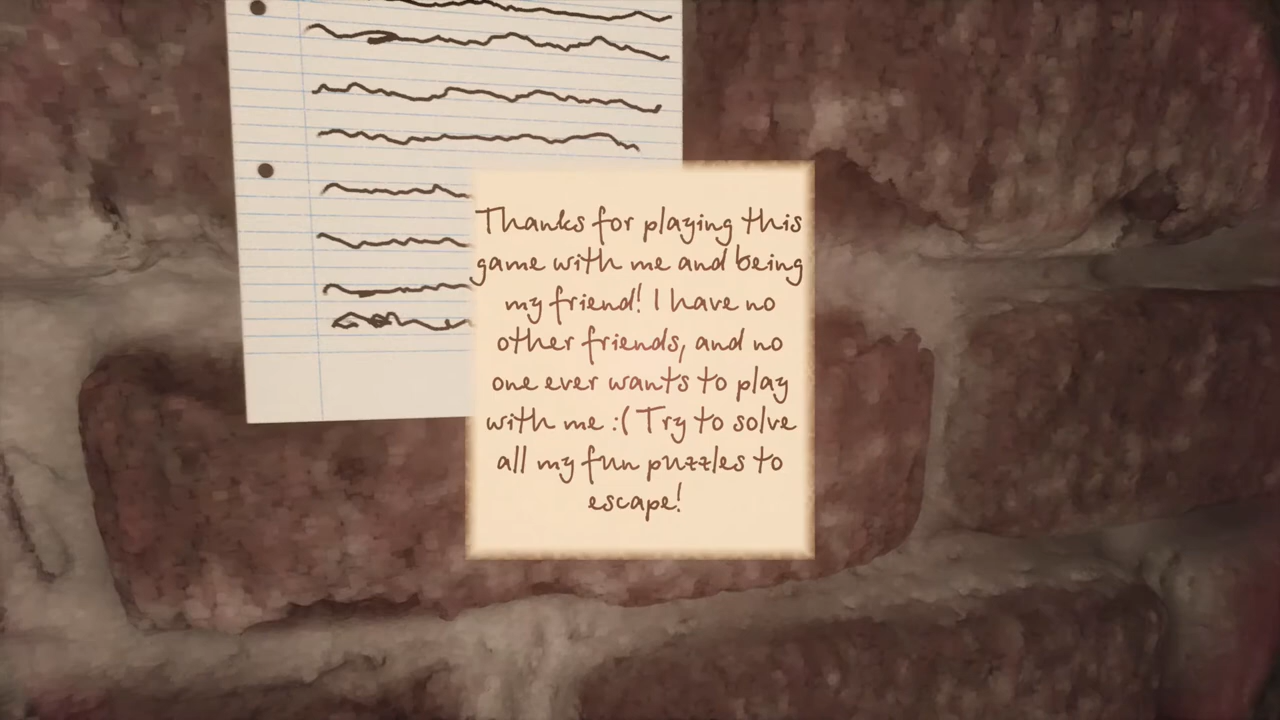 Thanks for playing this
game with me and being
my friend! I have no
other friends, and no
one ever wants to play
with me :( Try to solve
all my fun puzzles to
escape!